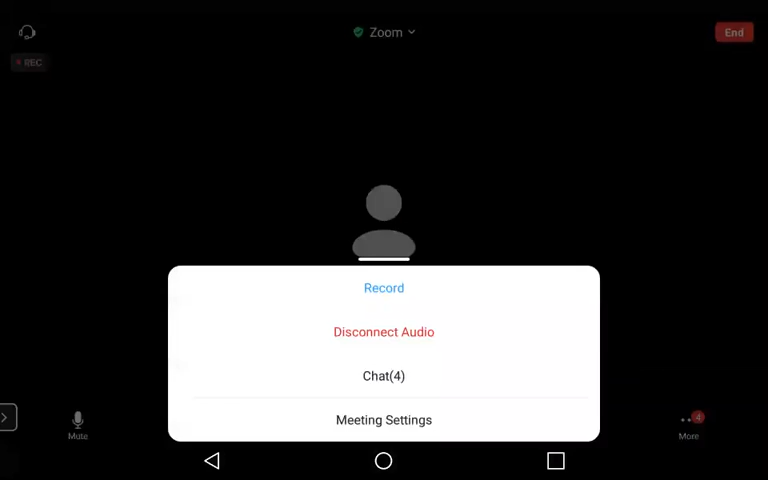 Zoom
End
REC
Record
Disconnect Audio
Chat(4)
Meeting Settings
Mute
4
More